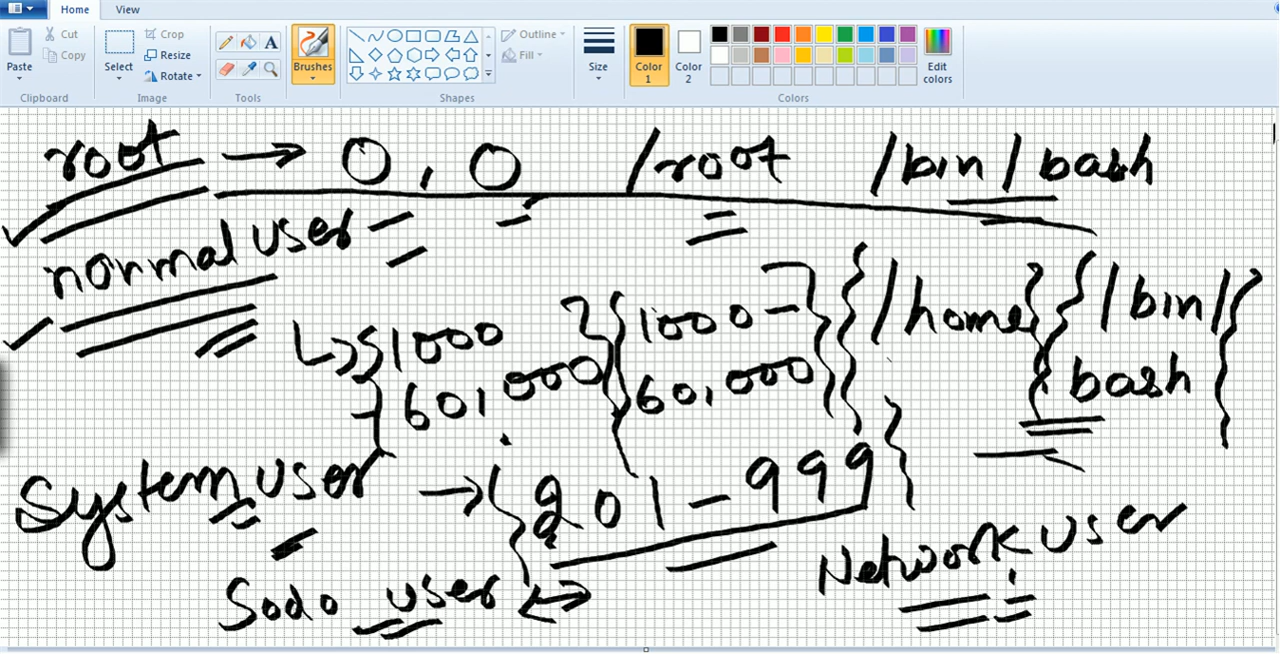 Home View
Cut
Copy
Paste
Select
Crop
Resize
Rotate
A
Brushes
Outline
Fill
Size
Color 1
Color 2
Edit colors
Clipboard Image Tools Shapes Colors
root → 0, 0 /root /bin/bash
normal user
1000 1000 - /home /bin/
601,000 60,000 bash
System user → 201 - 999
Network user
Sodo user